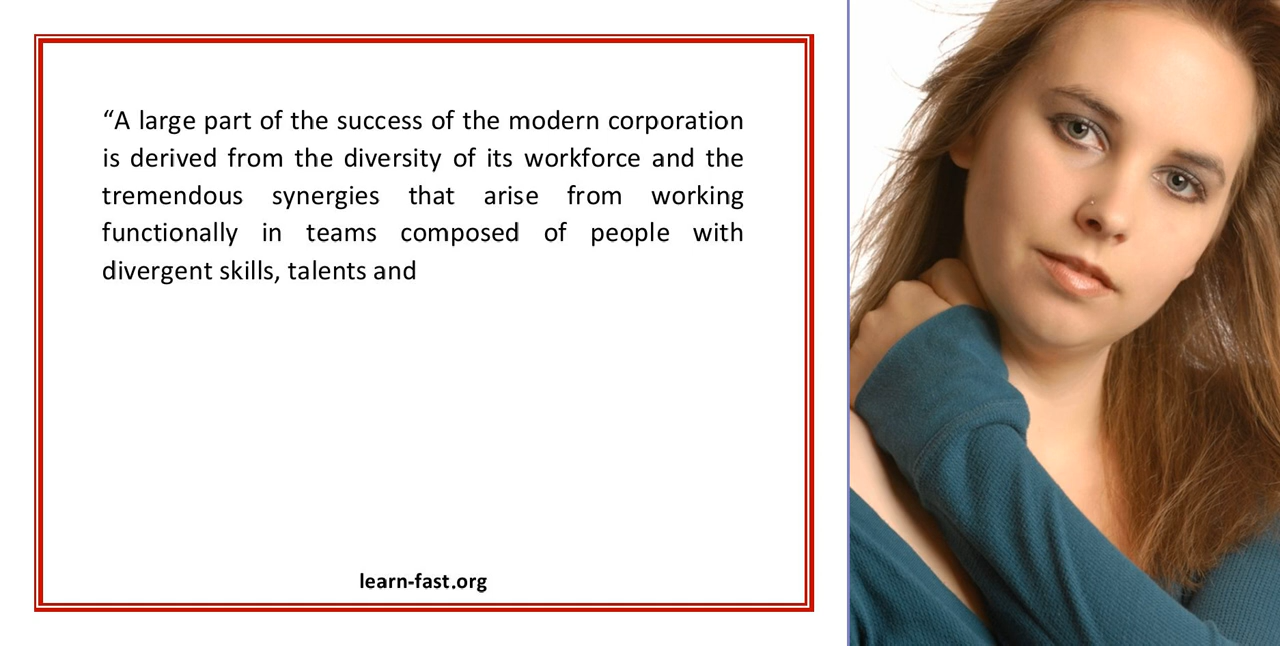 “A large part of the success of the modern corporation
is derived from the diversity of its workforce and the
tremendous synergies that arise from working
functionally in teams composed of people with
divergent skills, talents and
learn-fast.org